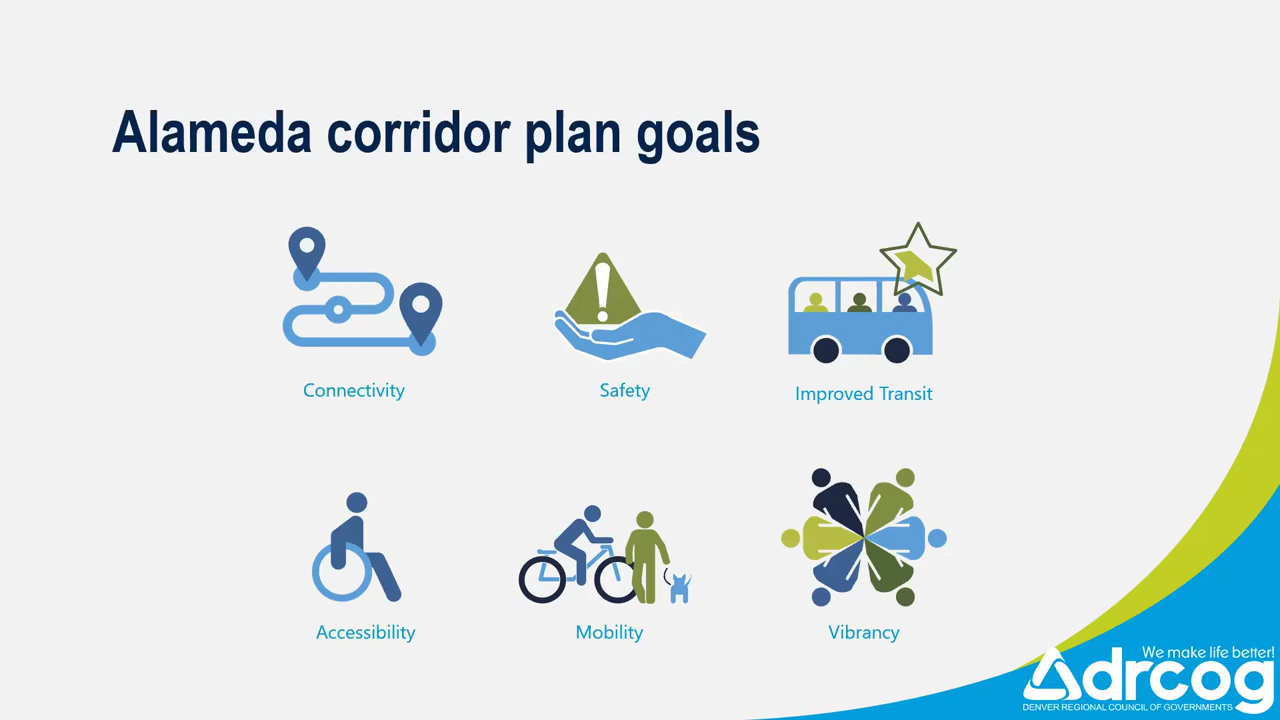 Alameda corridor plan goals
Connectivity
Safety
Improved Transit
Accessibility
Mobility
Vibrancy
We make life better!
drcog
DENVER REGIONAL COUNCIL OF GOVERNMENTS